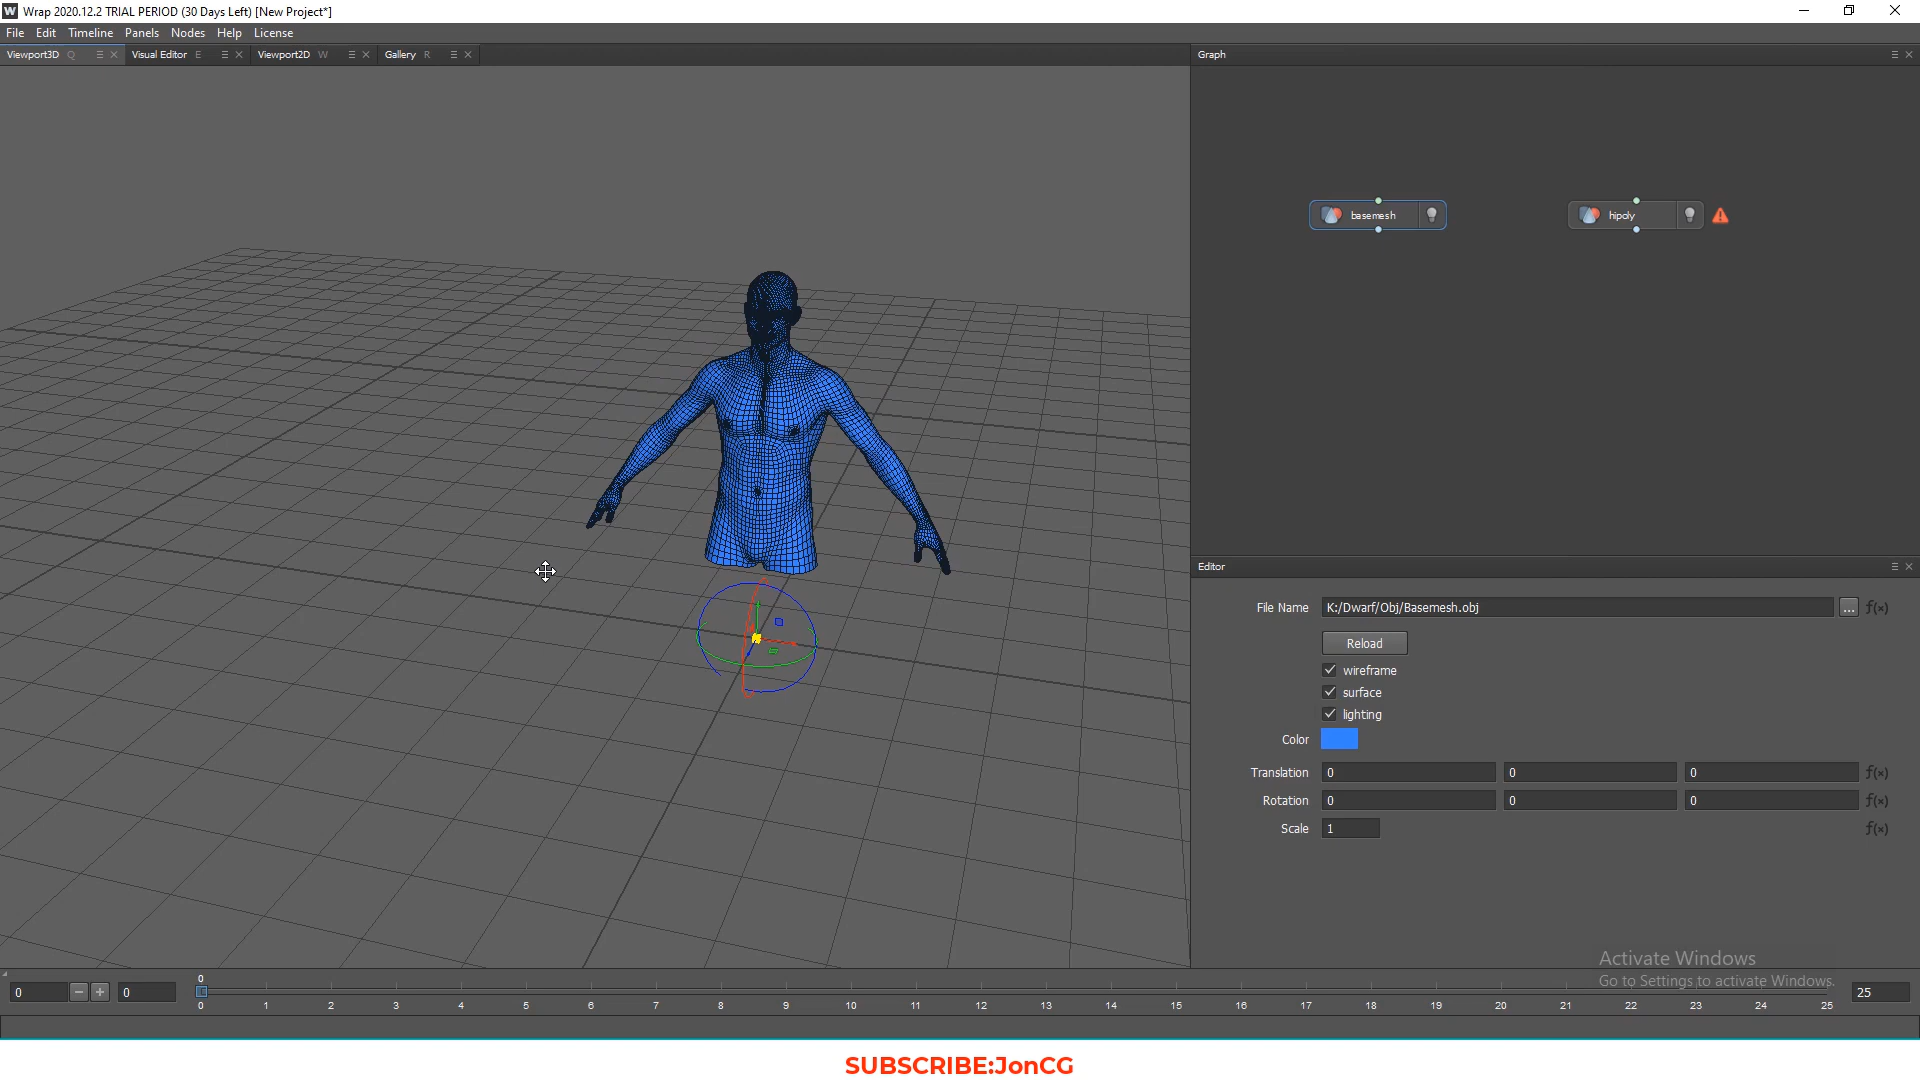 Wrap 2020.12.2 TRIAL PERIOD (30 Days Left) [New Project*]
File Edit Timeline Panels Nodes Help License
Viewport3D Q Visual Editor E Viewport2D W Gallery R Graph
basemesh hipoly
Editor
File Name K:/Dwarf/Obj/Basemesh.obj ... f(x)
Reload
wireframe
surface
lighting
Color
Translation 0 0 0 f(x)
Rotation 0 0 0 f(x)
Scale 1 f(x)
Activate Windows
Go to Settings to activate Windows.
0
0 0 25
0 1 2 3 4 5 6 7 8 9 10 11 12 13 14 15 16 17 18 19 20 21 22 23 24 25
SUBSCRIBE:JonCG